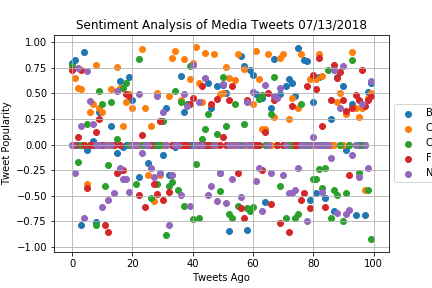 Sentiment Analysis of Media Tweets 07/13/2018
1.00
0.75
0.50
0.25
0.00
−0.25
−0.50
−0.75
−1.00
Tweet Popularity
0 20 40 60 80 100
Tweets Ago
B
C
C
F
N